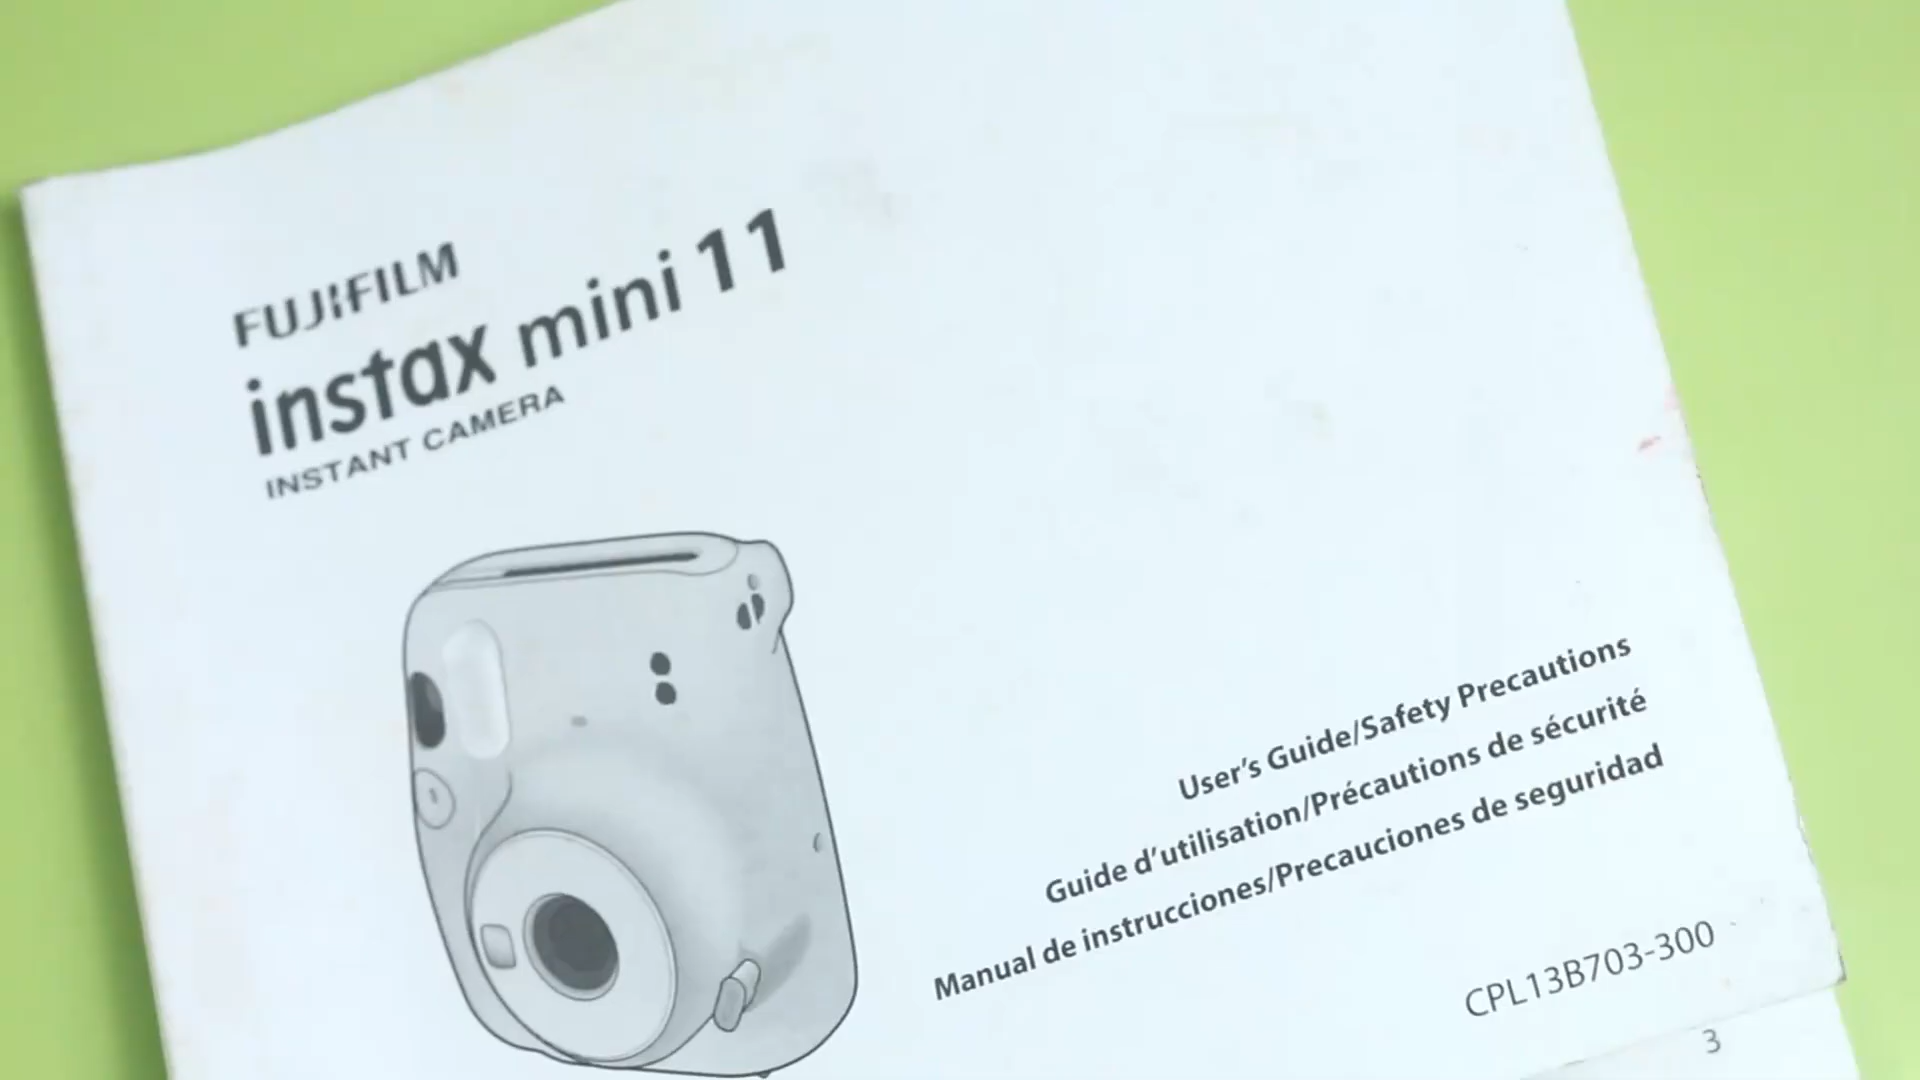 FUJIFILM
instax mini 11
INSTANT CAMERA
User's Guide/Safety Precautions
Guide d'utilisation/Précautions de sécurité
Manual de instrucciones/Precauciones de seguridad
CPL13B703-300
3